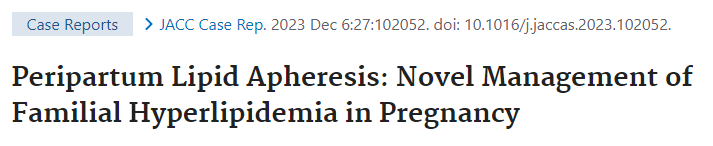 Case Reports > JACC Case Rep. 2023 Dec 6:27:102052. doi: 10.1016/j.jaccas.2023.102052.
Peripartum Lipid Apheresis: Novel Management of
Familial Hyperlipidemia in Pregnancy